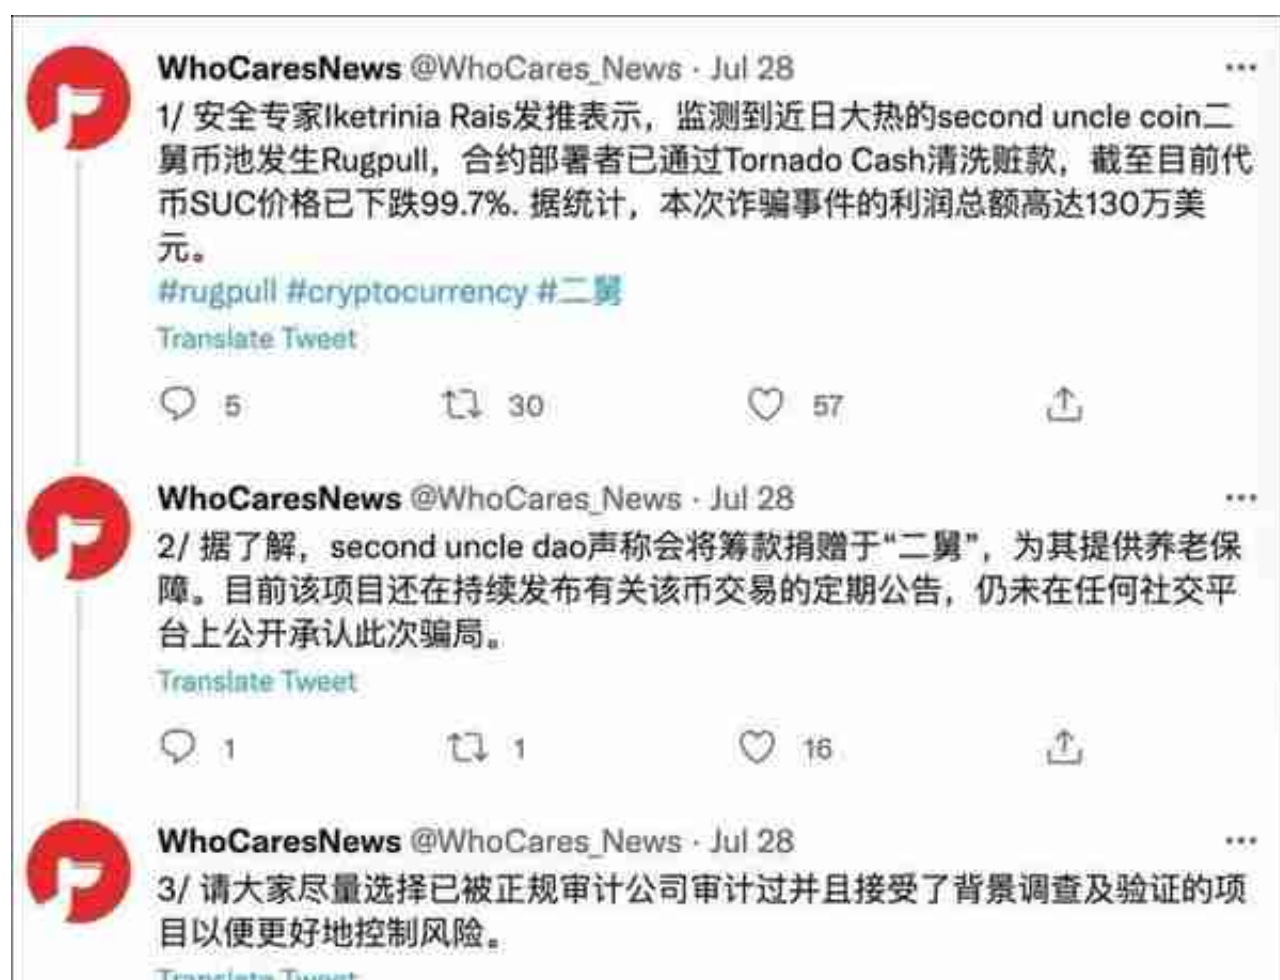 WhoCaresNews @WhoCares_News · Jul 28
1/ 安全专家Iketrinia Rais发推表示，监测到近日大热的second uncle coin二
舅币池发生Rugpull，合约部署者已通过Tornado Cash清洗赃款，截至目前代
币SUC价格已下跌99.7%. 据统计，本次诈骗事件的利润总额高达130万美
元。
#rugpull #cryptocurrency #二舅
Translate Tweet
5 30 57
WhoCaresNews @WhoCares_News · Jul 28
2/ 据了解，second uncle dao声称会将筹款捐赠于“二舅”，为其提供养老保
障。目前该项目还在持续发布有关该币交易的定期公告，仍未在任何社交平
台上公开承认此次骗局。
Translate Tweet
1 1 16
WhoCaresNews @WhoCares_News · Jul 28
3/ 请大家尽量选择已被正规审计公司审计过并且接受了背景调查及验证的项
目以便更好地控制风险。
Translate Tweet